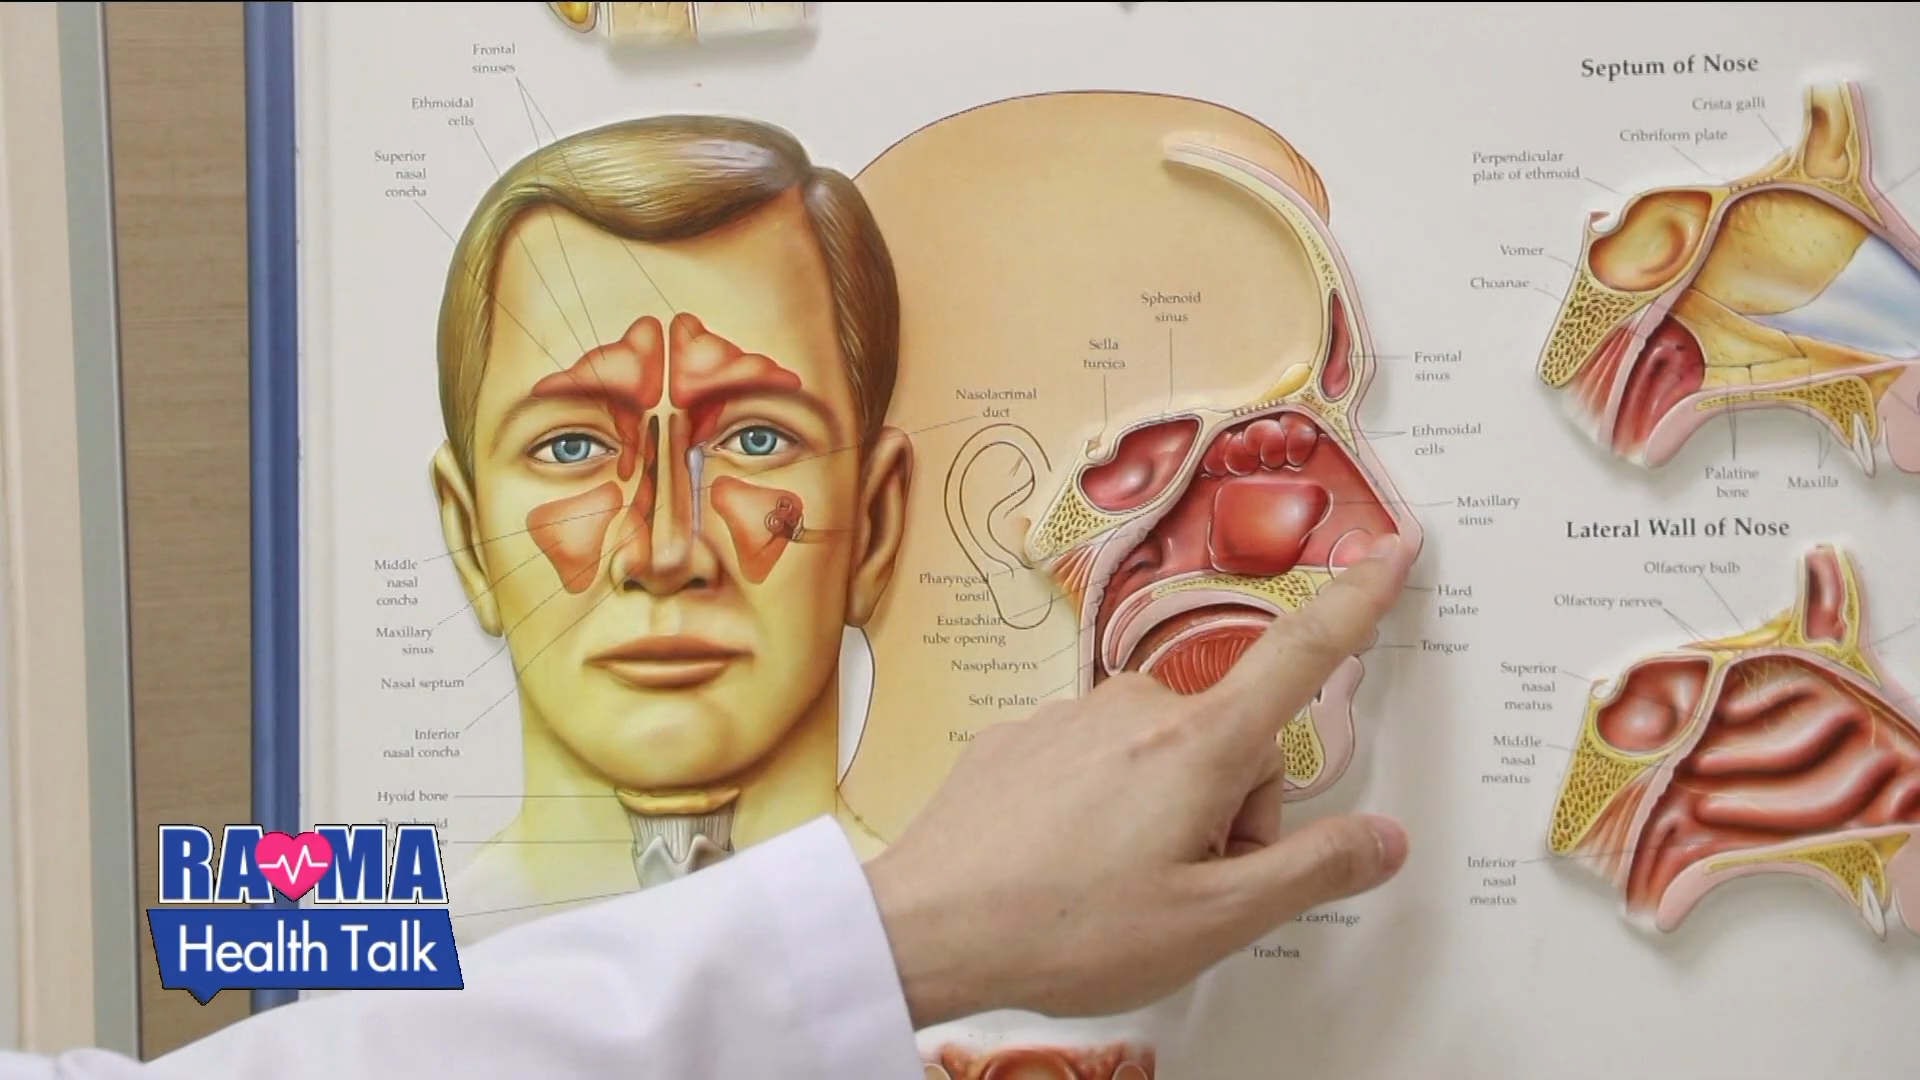 Frontal
sinuses
Ethmoidal
cells
Superior
nasal
concha
Middle
nasal
concha
Maxillary
sinus
Nasal septum
Inferior
nasal concha
Hyoid bone
Nasolacrimal
duct
Sella
turcica
Sphenoid
sinus
Frontal
sinus
Ethmoidal
cells
Maxillary
sinus
Hard
palate
Tongue
Pharyngeal
tonsil
Eustachian
tube opening
Nasopharynx
Soft palate
cartilage
Trachea
Septum of Nose
Crista galli
Cribriform plate
Perpendicular
plate of ethmoid
Vomer
Choanae
Palatine
bone
Maxilla
Lateral Wall of Nose
Olfactory bulb
Olfactory nerves
Superior
nasal
meatus
Middle
nasal
meatus
Inferior
nasal
meatus
RAMA
Health Talk